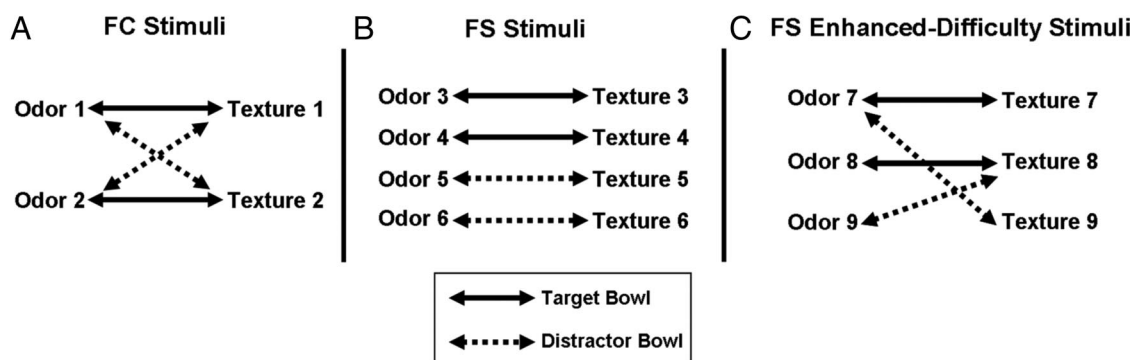 A FC Stimuli
Odor 1 Texture 1
Odor 2 Texture 2
B FS Stimuli
Odor 3 Texture 3
Odor 4 Texture 4
Odor 5 Texture 5
Odor 6 Texture 6
C FS Enhanced-Difficulty Stimuli
Odor 7 Texture 7
Odor 8 Texture 8
Odor 9 Texture 9
Target Bowl
Distractor Bowl